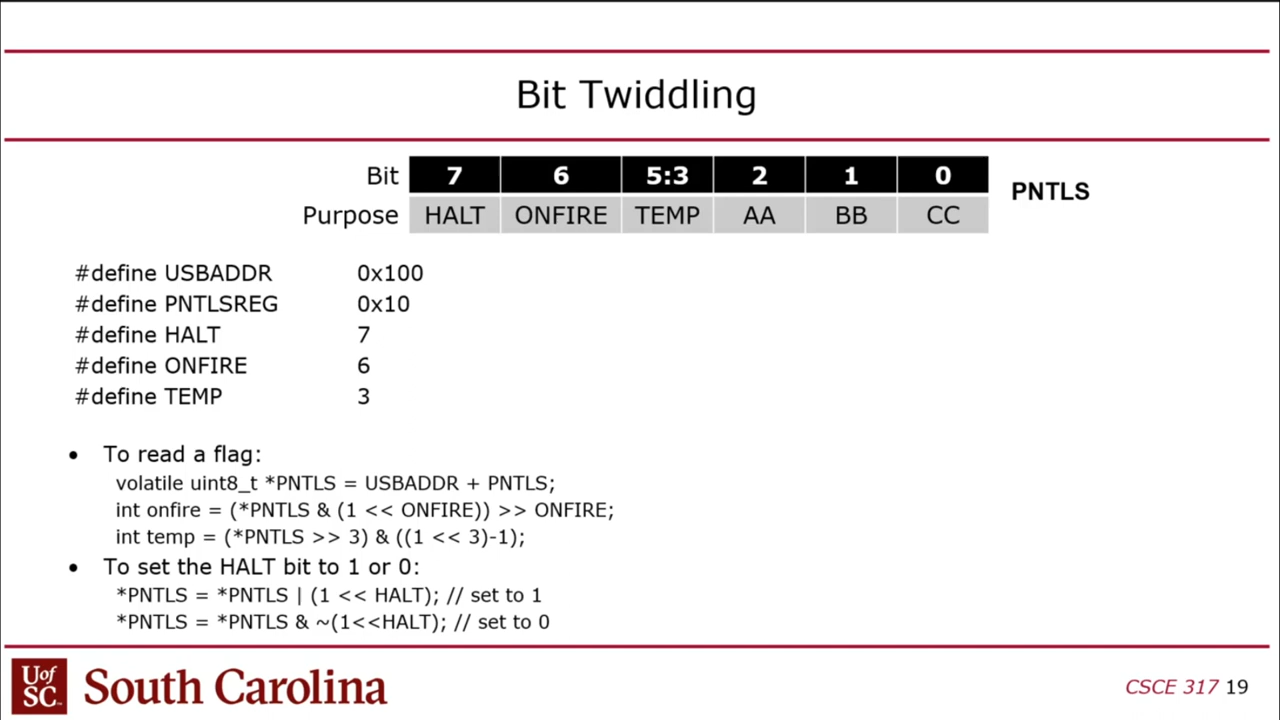 Bit Twiddling
Bit 7 6 5:3 2 1 0
PNTLS
Purpose HALT ONFIRE TEMP AA BB CC
#define USBADDR 0x100
#define PNTLSREG 0x10
#define HALT 7
#define ONFIRE 6
#define TEMP 3
• To read a flag:
volatile uint8_t *PNTLS = USBADDR + PNTLS;
int onfire = (*PNTLS & (1 << ONFIRE)) >> ONFIRE;
int temp = (*PNTLS >> 3) & ((1 << 3)-1);
• To set the HALT bit to 1 or 0:
*PNTLS = *PNTLS | (1 << HALT); // set to 1
*PNTLS = *PNTLS & ~(1<<HALT); // set to 0
U of
SC
South Carolina
CSCE 317 19